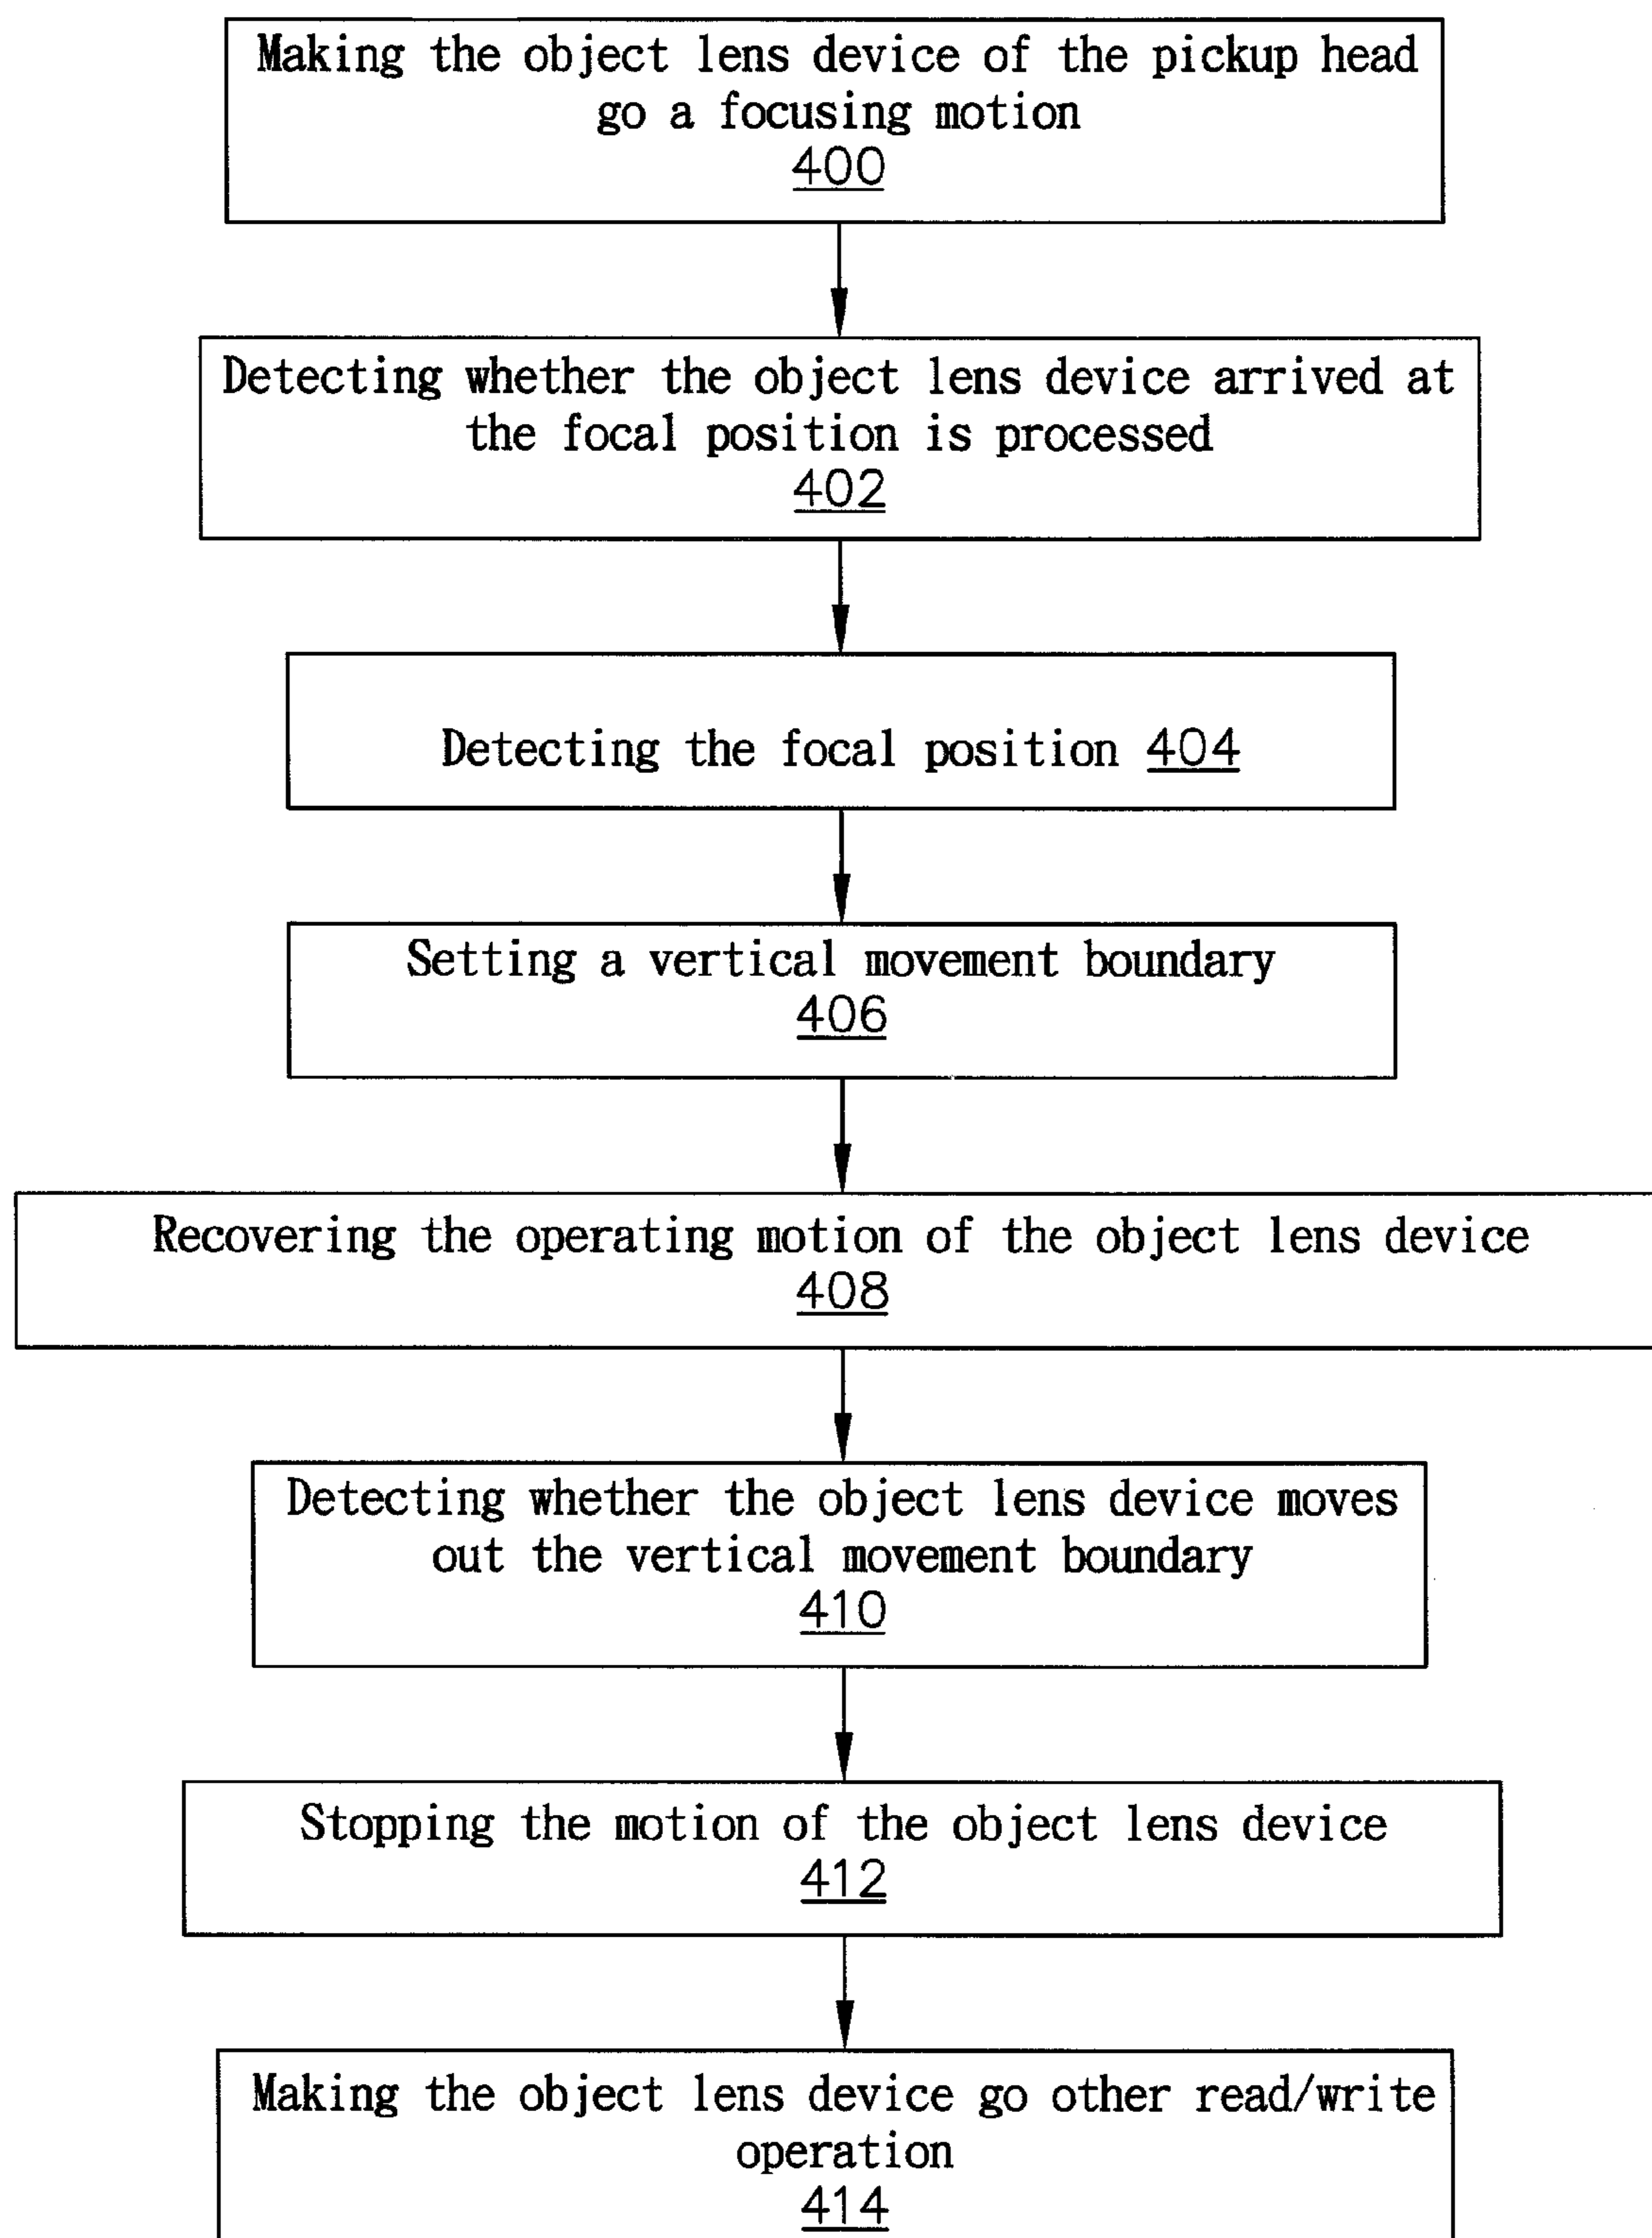 Making the object lens device of the pickup head
go a focusing motion
400
Detecting whether the object lens device arrived at
the focal position is processed
402
Detecting the focal position 404
Setting a vertical movement boundary
406
Recovering the operating motion of the object lens device
408
Detecting whether the object lens device moves
out the vertical movement boundary
410
Stopping the motion of the object lens device
412
Making the object lens device go other read/write
operation
414